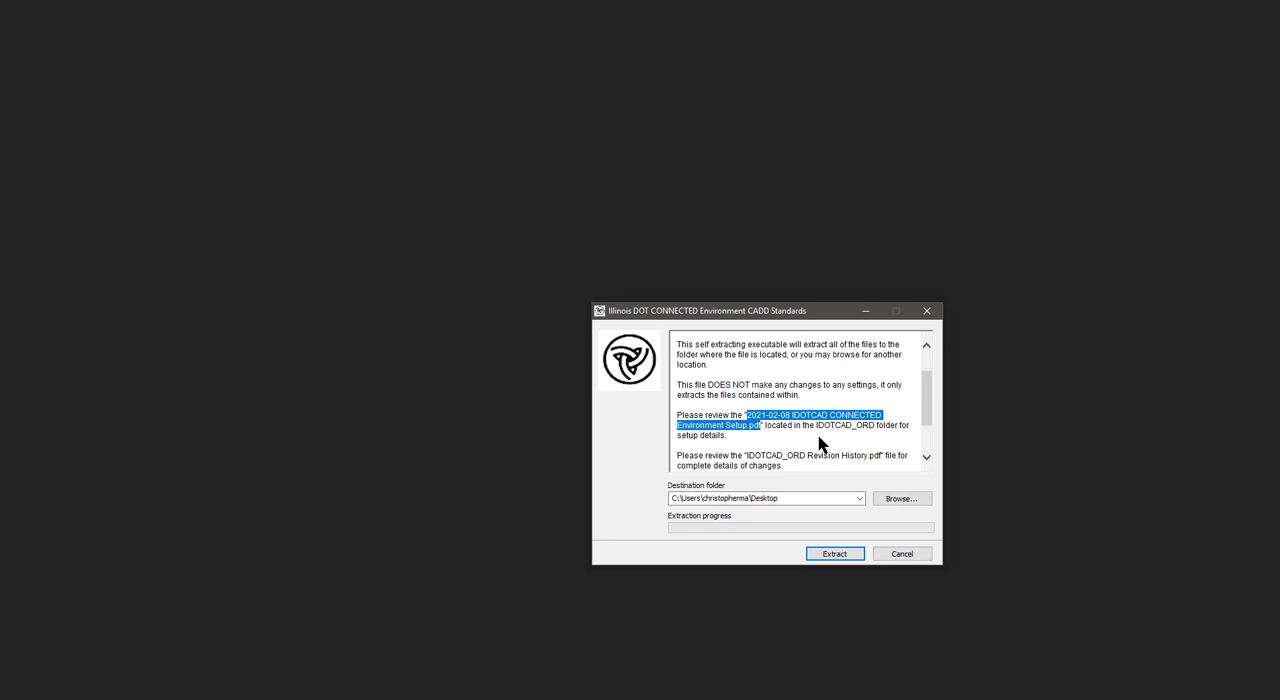 Illinois DOT CONNECTED Environment CADD Standards
This self extracting executable will extract all of the files to the
folder where the file is located, or you may browse for another
location.
This file DOES NOT make any changes to any settings, it only
extracts the files contained within.
Please review the "2021-02-08 IDOTCAD CONNECTED
Environment Setup.pdf" located in the IDOTCAD_ORD folder for
setup details.
Please review the "IDOTCAD_ORD Revision History.pdf" file for
complete details of changes.
Destination folder
C:\Users\christopherma\Desktop
Browse...
Extraction progress
Extract
Cancel